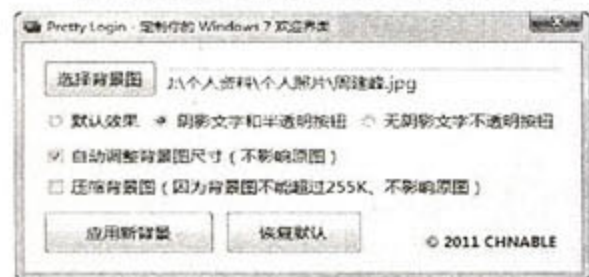 Pretty Login - 定制你的 Windows 7 欢迎界面
选择背景图 J:\个人资料\个人照片\周建峰.jpg
默认效果 阴影文字和半透明按钮 无阴影文字不透明按钮
自动调整背景图尺寸(不影响原图)
压缩背景图(因为背景图不能超过255K、不影响原图)
应用新背景 恢复默认
© 2011 CHNABLE